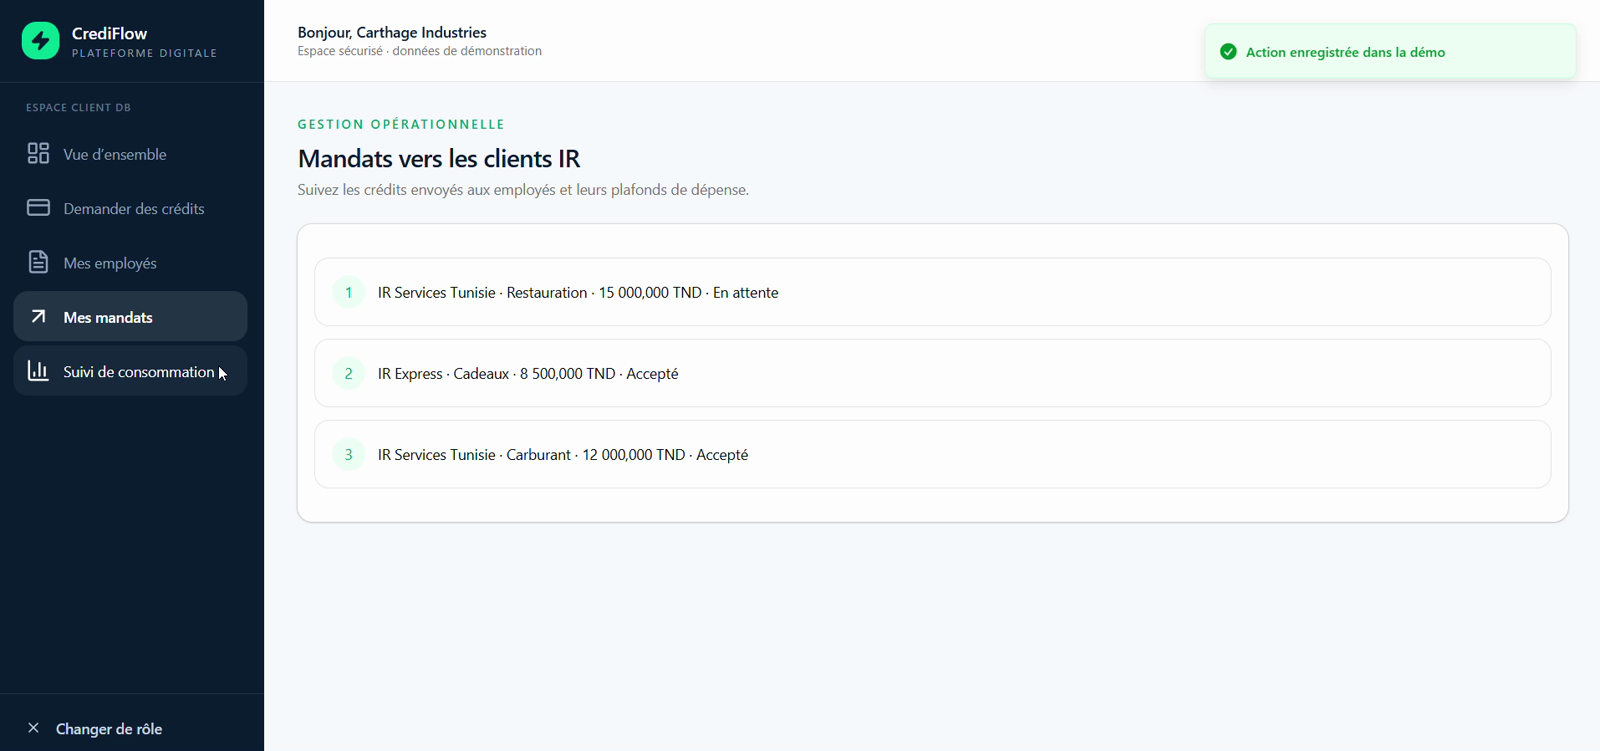 CrediFlow
PLATEFORME DIGITALE
ESPACE CLIENT DB
Vue d'ensemble
Demander des crédits
Mes employés
Mes mandats
Suivi de consommation
Changer de rôle
Bonjour, Carthage Industries
Espace sécurisé · données de démonstration
Action enregistrée dans la démo
GESTION OPÉRATIONNELLE
Mandats vers les clients IR
Suivez les crédits envoyés aux employés et leurs plafonds de dépense.
1 IR Services Tunisie · Restauration · 15 000,000 TND · En attente
2 IR Express · Cadeaux · 8 500,000 TND · Accepté
3 IR Services Tunisie · Carburant · 12 000,000 TND · Accepté